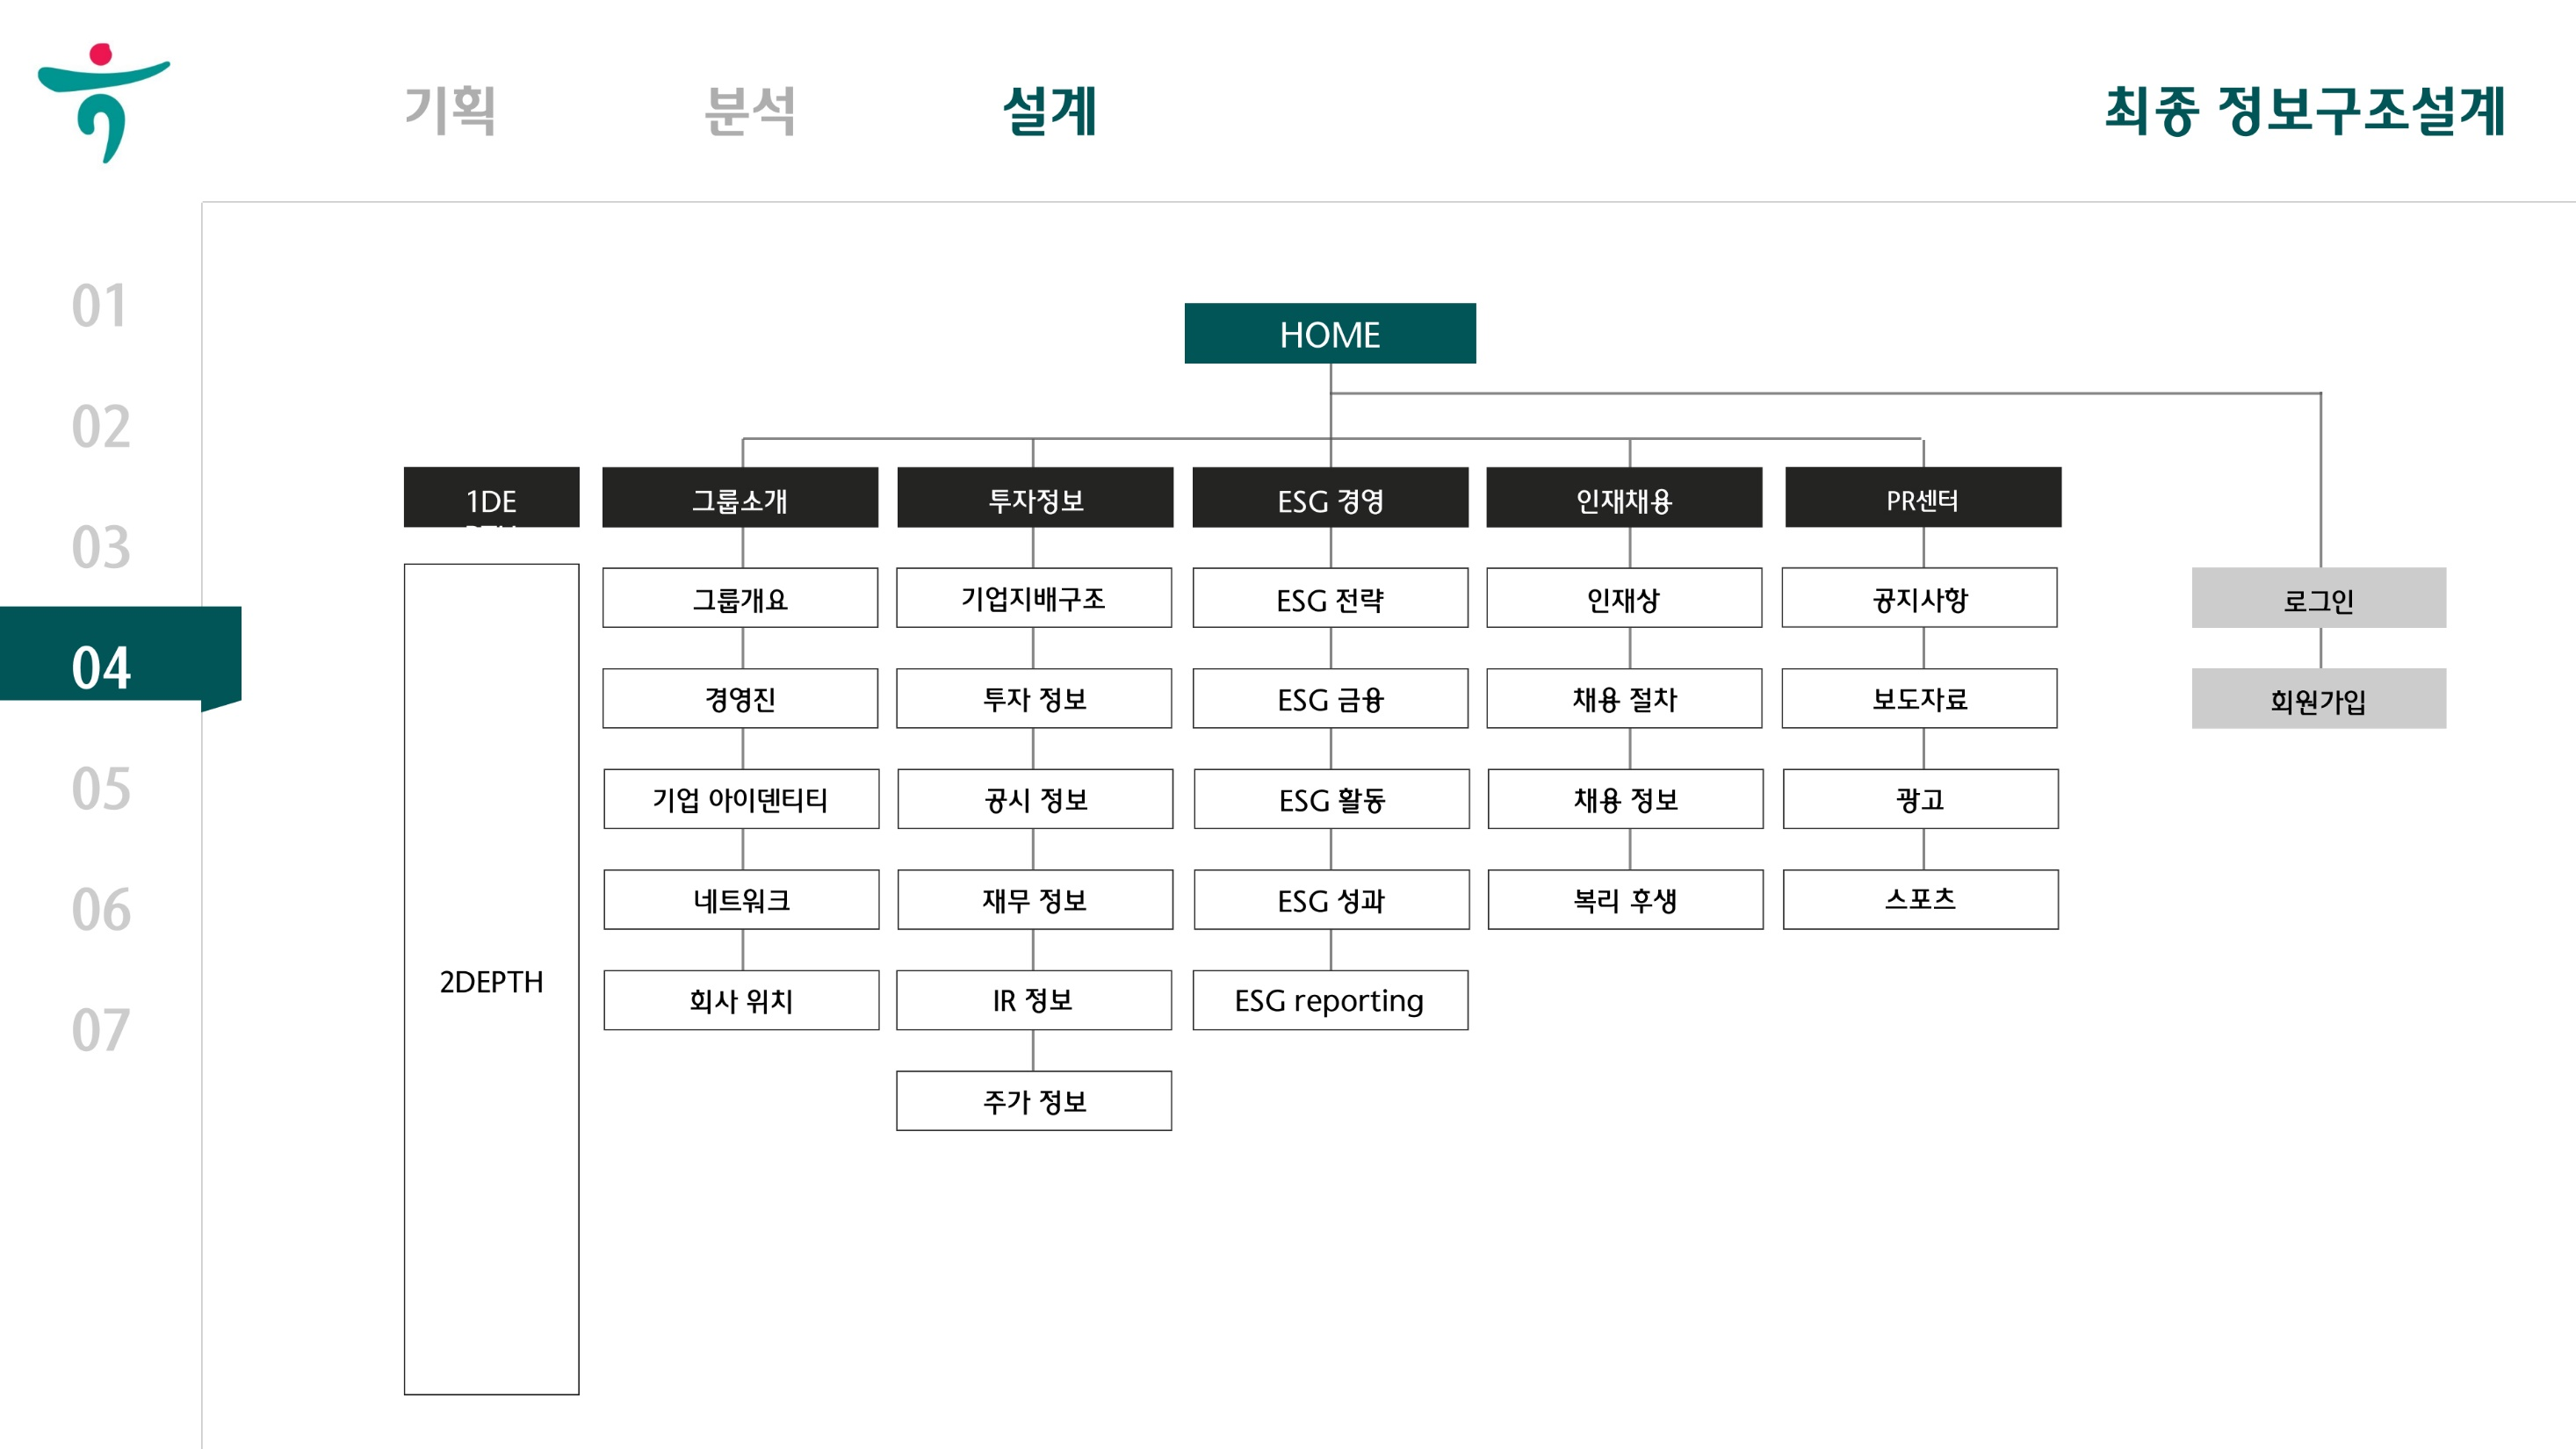 기획 분석 설계 최종 정보구조설계
01
02
03
04
05
06
07
HOME
1DE
그룹소개 투자정보 ESG 경영 인재채용 PR센터
그룹개요 기업지배구조 ESG 전략 인재상 공지사항 로그인
경영진 투자 정보 ESG 금융 채용 절차 보도자료 회원가입
기업 아이덴티티 공시 정보 ESG 활동 채용 정보 광고
네트워크 재무 정보 ESG 성과 복리 후생 스포츠
2DEPTH
회사 위치 IR 정보 ESG reporting
주가 정보